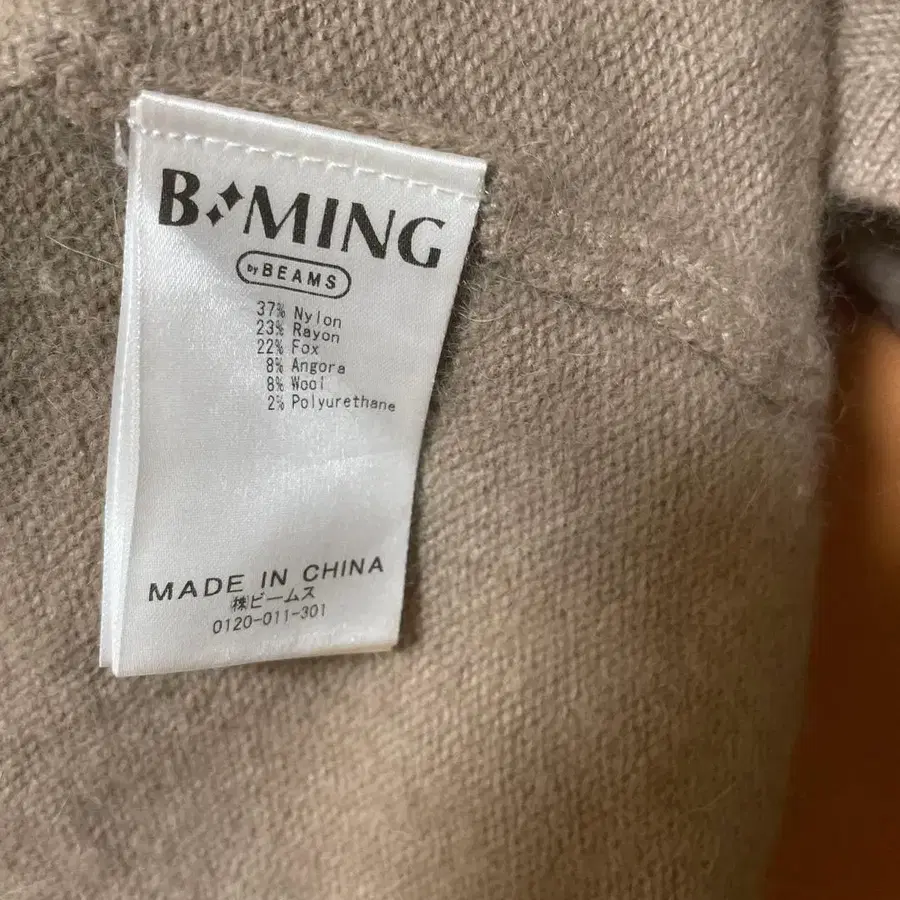 B:MING
by BEAMS
37% Nylon
23% Rayon
22% Fox
8% Angora
8% Wool
2% Polyurethane
MADE IN CHINA
㈱ビームス
0120-011-301